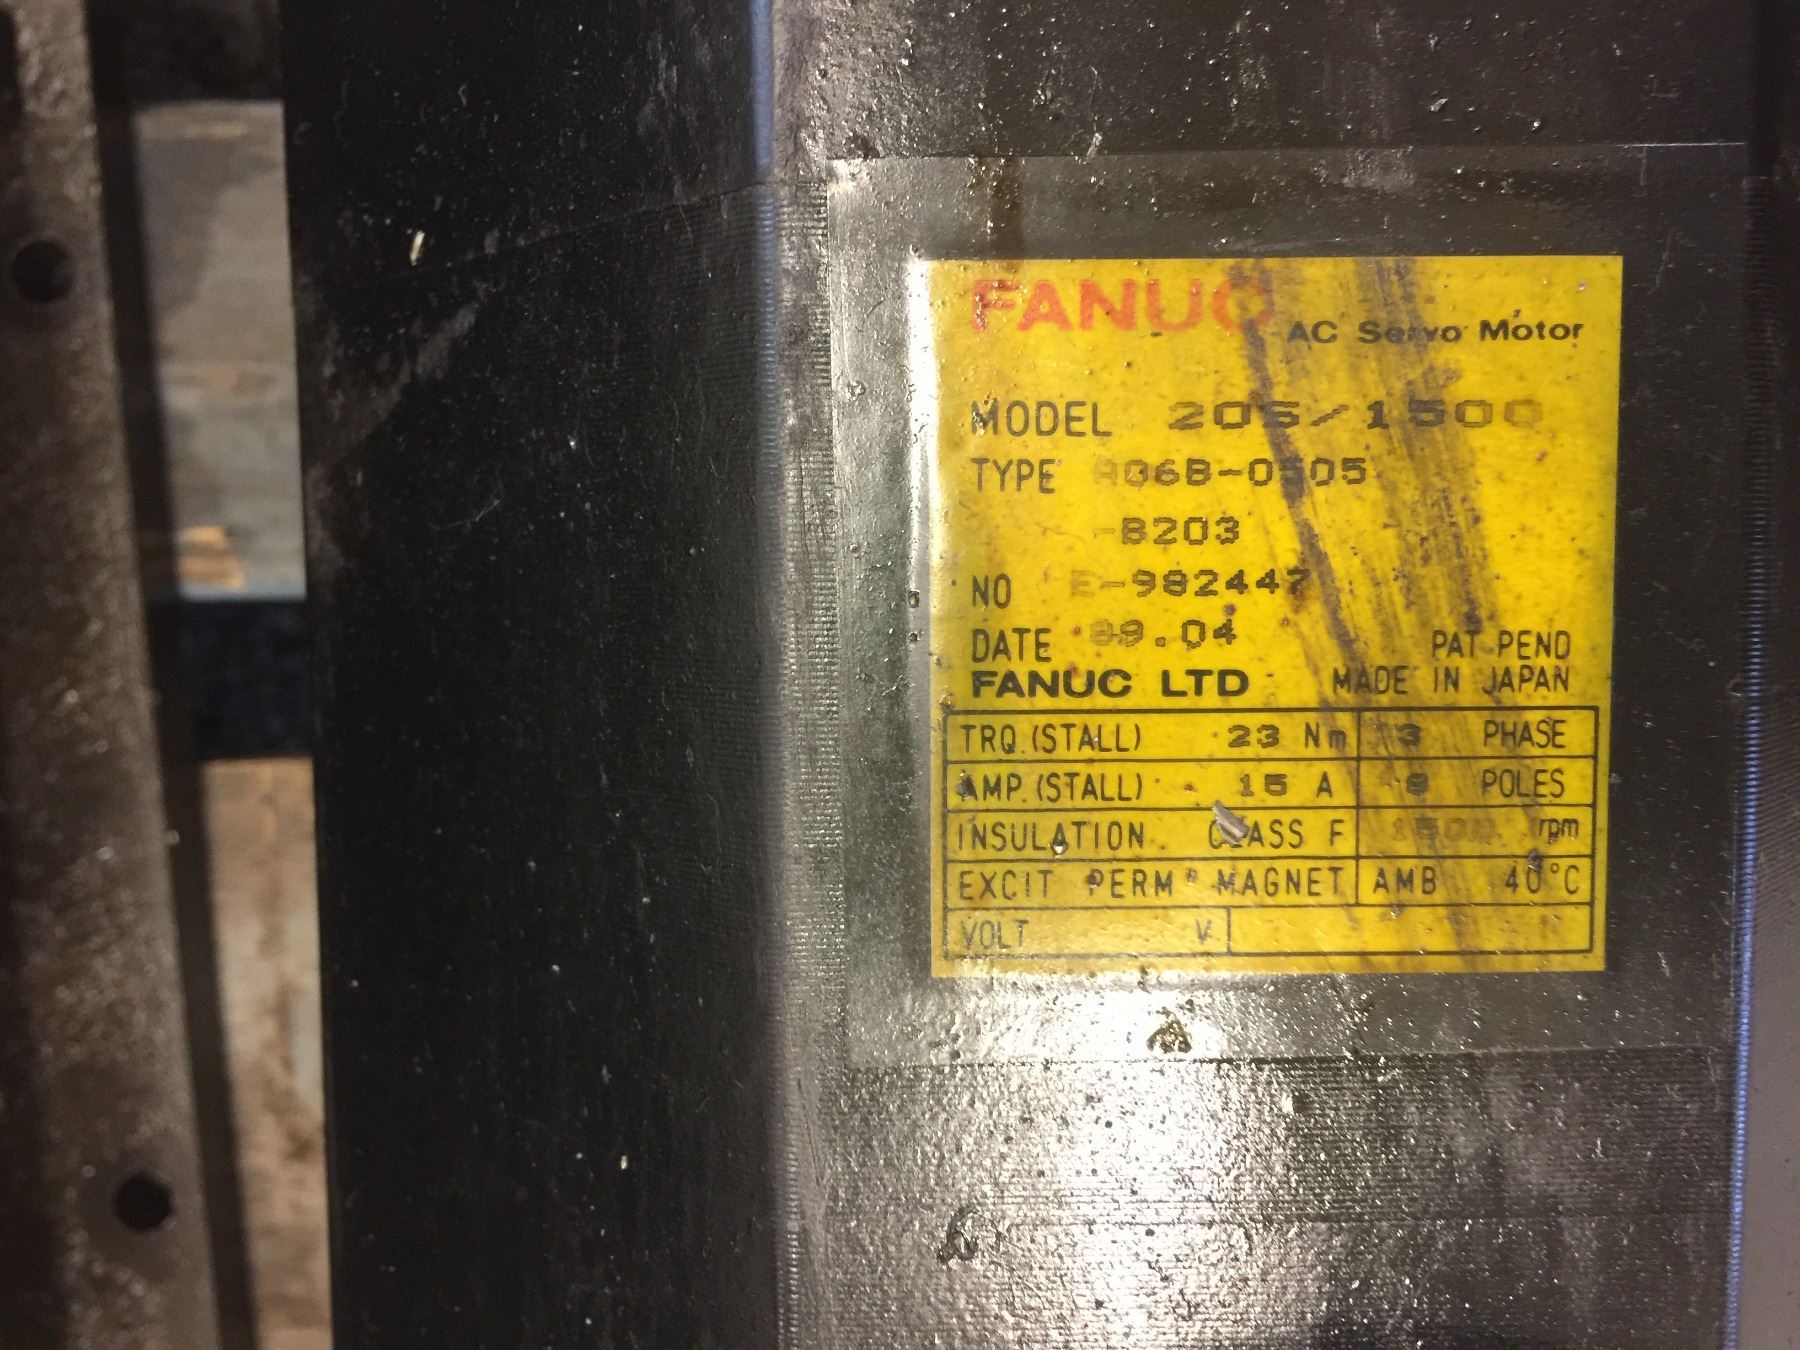 FANUC AC Servo Motor
MODEL 20S/1500
TYPE A06B-0505
-B203
NO E-982447
DATE 89.04 PAT PEND
FANUC LTD MADE IN JAPAN
TRQ.(STALL) 23 Nm 3 PHASE
AMP.(STALL) 15 A 8 POLES
INSULATION. CLASS F 1500 rpm
EXCIT PERM MAGNET AMB 40°C
VOLT V